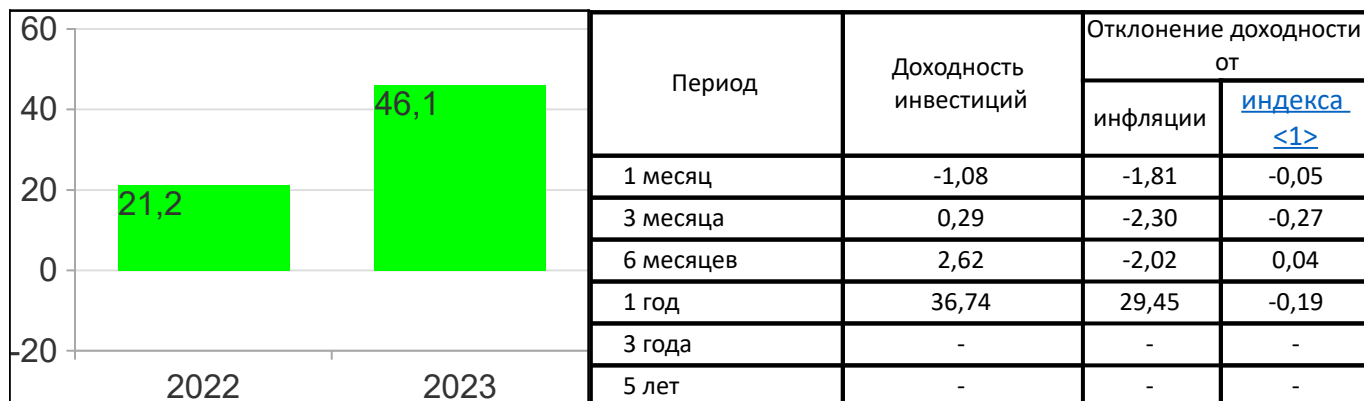 60
40
20
0
-20
21,2
46,1
2022 2023
Период
Доходность
инвестиций
Отклонение доходности
от
инфляции
индекса
<1>
1 месяц -1,08 -1,81 -0,05
3 месяца 0,29 -2,30 -0,27
6 месяцев 2,62 -2,02 0,04
1 год 36,74 29,45 -0,19
3 года - - -
5 лет - - -